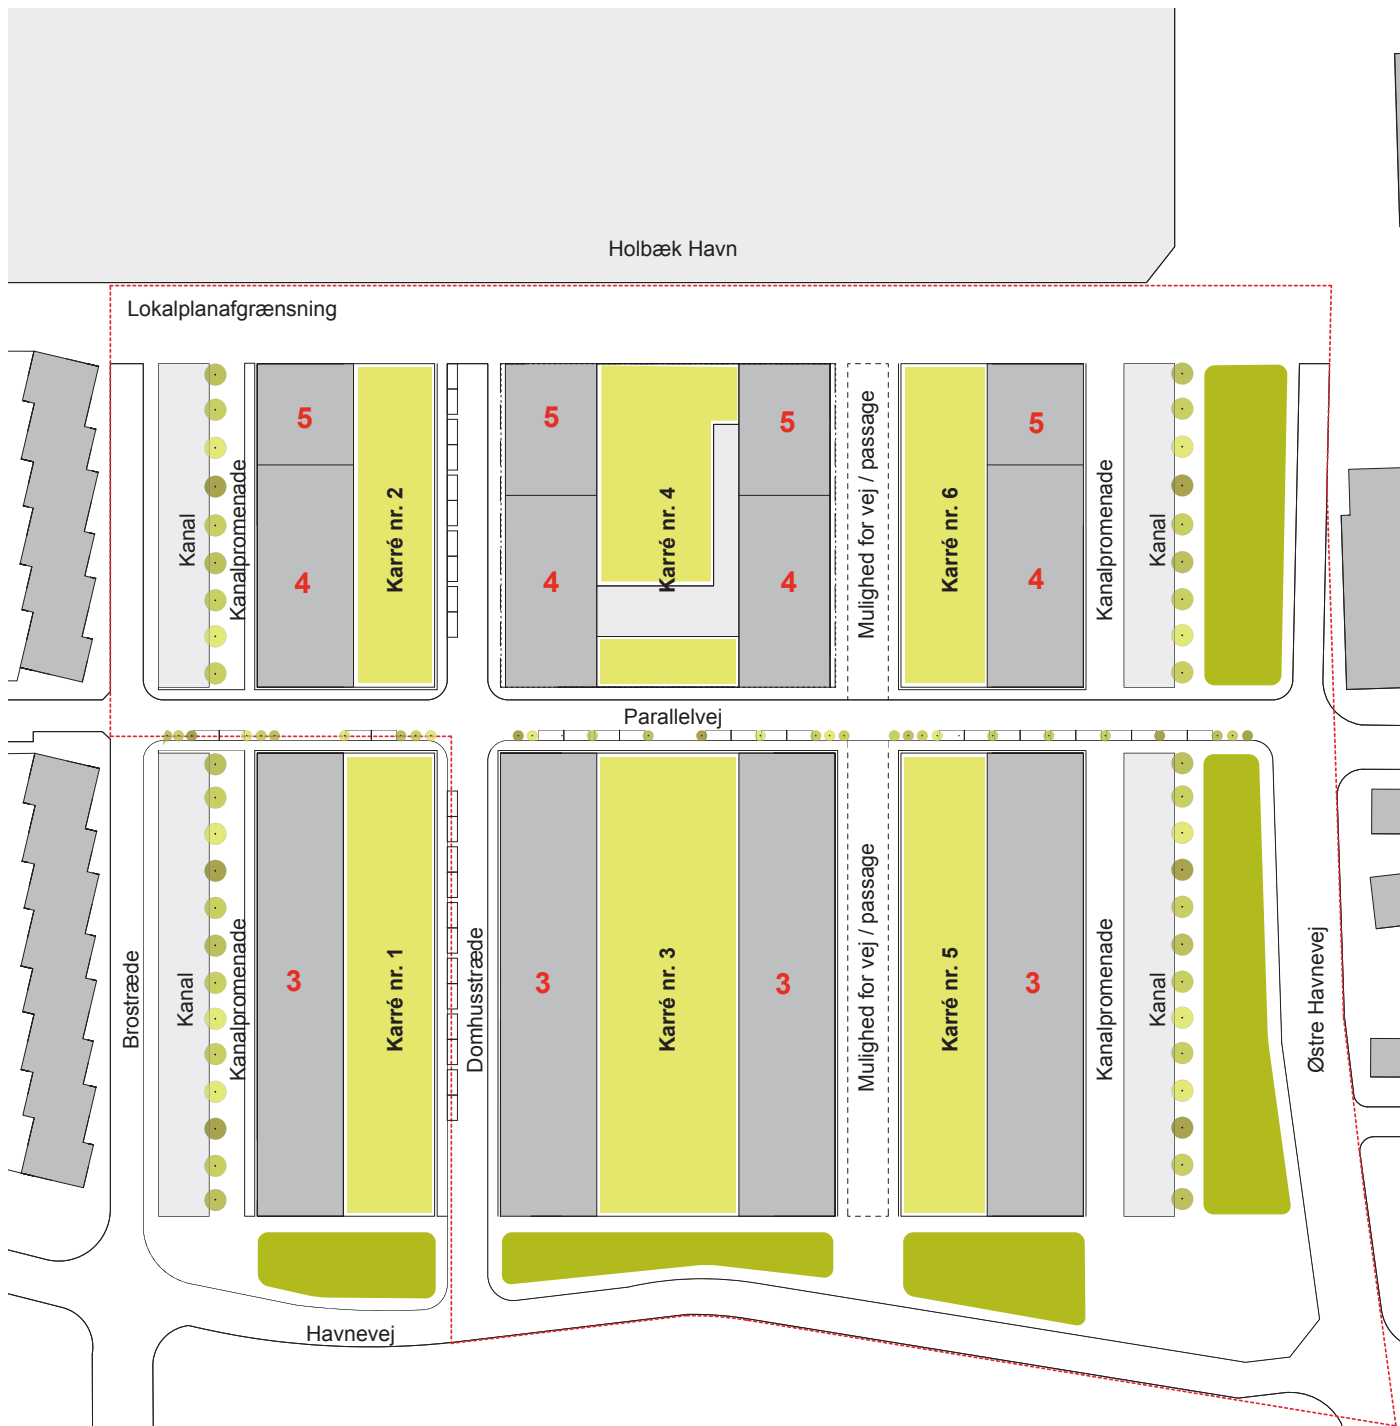 Holbæk Havn
Lokalplanafgrænsning
5
5
5
5
Kanal
Kanalpromenade
Karré nr. 2
Karré nr. 4
Mulighed for vej / passage
Karré nr. 6
Kanalpromenade
Kanal
4
4
4
4
Parallelvej
Brostræde
Kanal
Kanalpromenade
3
Karré nr. 1
Domhusstræde
3
Karré nr. 3
3
Mulighed for vej / passage
Karré nr. 5
3
Kanalpromenade
Kanal
Østre Havnevej
Havnevej